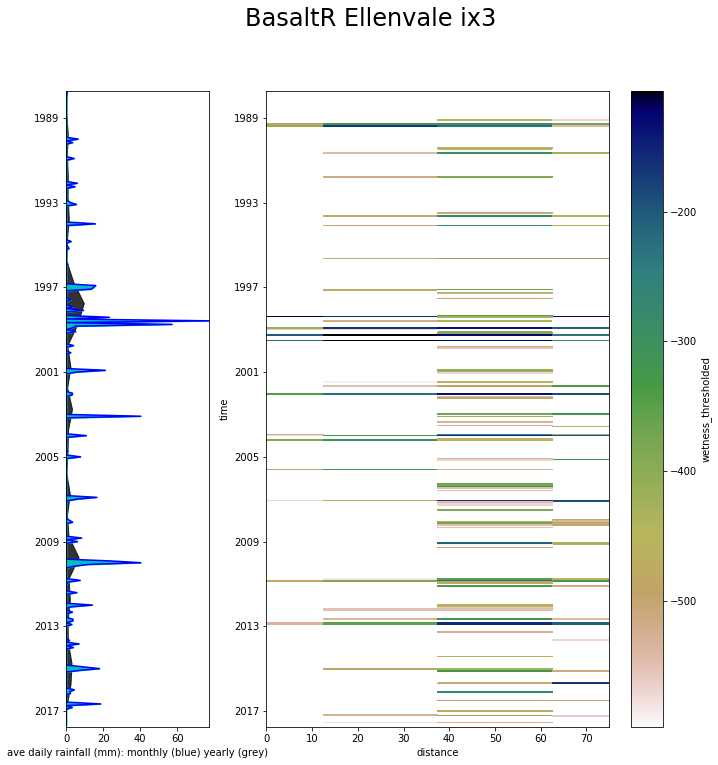 BasaltR Ellenvale ix3
1989
1993
1997
2001
2005
2009
2013
2017
0 20 40 60
ave daily rainfall (mm): monthly (blue) yearly (grey)
time
1989
1993
1997
2001
2005
2009
2013
2017
0 10 20 30 40 50 60 70
distance
−200
−300
−400
−500
wetness_thresholded